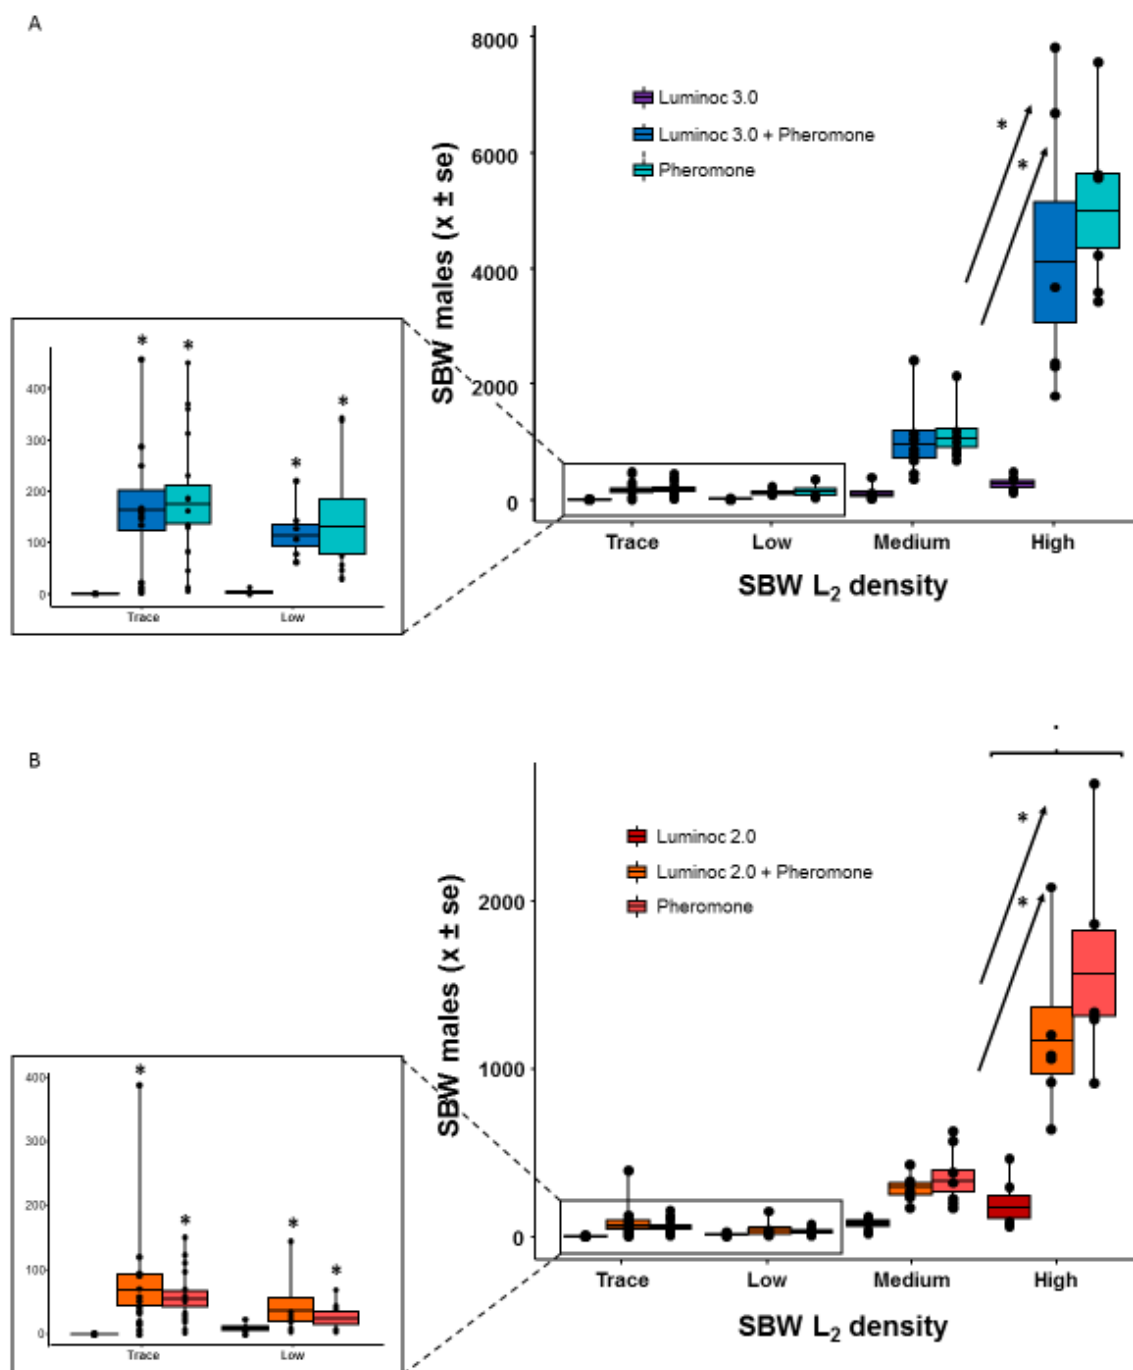 A
8000
6000
4000
2000
0
SBW males (x ± se)
Luminoc 3.0
Luminoc 3.0 + Pheromone
Pheromone
*
*
Trace Low Medium High
SBW L₂ density
400
300
200
100
0
* * * *
Trace Low
B
2000
1000
0
SBW males (x ± se)
Luminoc 2.0
Luminoc 2.0 + Pheromone
Pheromone
.
*
*
Trace Low Medium High
SBW L₂ density
400
300
200
100
0
* * * *
Trace Low